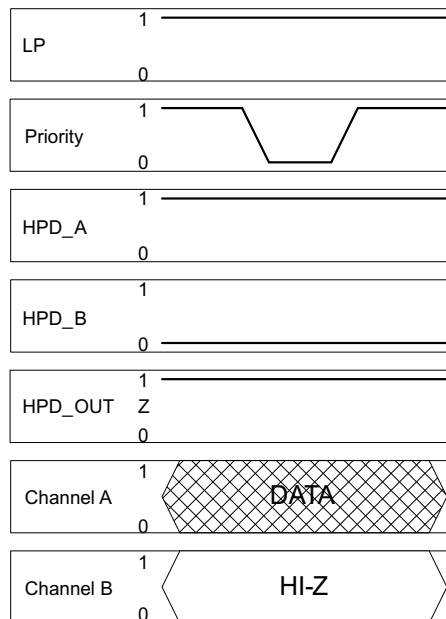 1
LP
0
1
Priority
0
1
HPD_A
0
1
HPD_B
0
1
HPD_OUT Z
0
1
Channel A DATA
0
1
Channel B HI-Z
0